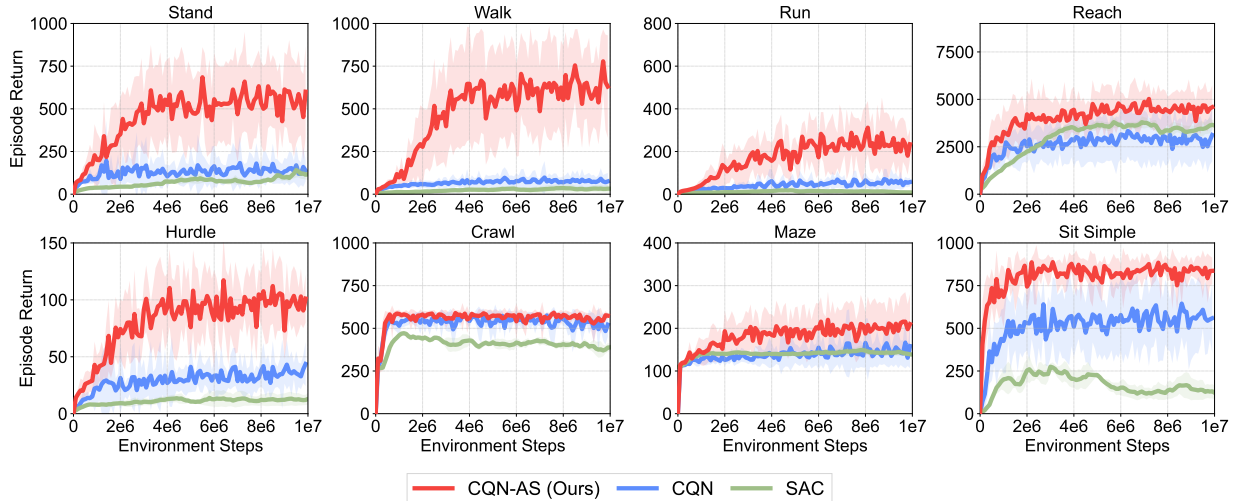 Stand Walk Run Reach
Episode Return
1000 1000 800 7500
750 750 600 5000
500 500 400 2500
250 250 200 0
0 0 0
0 2e6 4e6 6e6 8e6 1e7 0 2e6 4e6 6e6 8e6 1e7 0 2e6 4e6 6e6 8e6 1e7 0 2e6 4e6 6e6 8e6 1e7
Hurdle Crawl Maze Sit Simple
Episode Return
150 1000 400 1000
100 750 300 750
50 500 200 500
0 250 100 250
0 0 0
0 2e6 4e6 6e6 8e6 1e7 0 2e6 4e6 6e6 8e6 1e7 0 2e6 4e6 6e6 8e6 1e7 0 2e6 4e6 6e6 8e6 1e7
Environment Steps Environment Steps Environment Steps Environment Steps
CQN-AS (Ours) CQN SAC